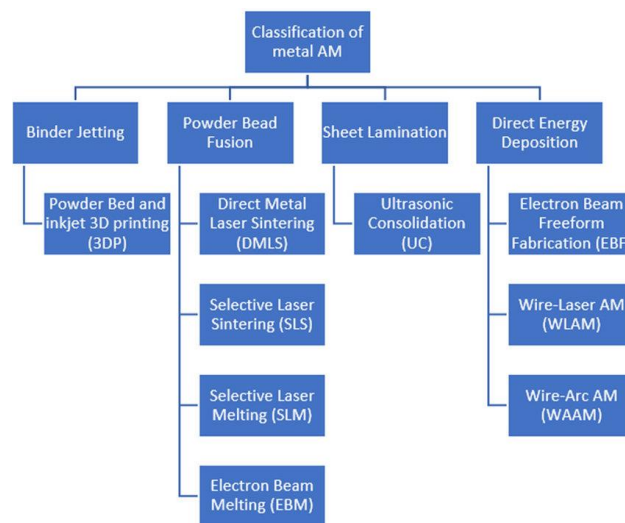 Classification of
metal AM
Binder Jetting
Powder Bead
Fusion
Sheet Lamination
Direct Energy
Deposition
Powder Bed and
inkjet 3D printing
(3DP)
Direct Metal
Laser Sintering
(DMLS)
Ultrasonic
Consolidation
(UC)
Electron Beam
Freeform
Fabrication (EBF
Selective Laser
Sintering (SLS)
Wire-Laser AM
(WLAM)
Selective Laser
Melting (SLM)
Wire-Arc AM
(WAAM)
Electron Beam
Melting (EBM)